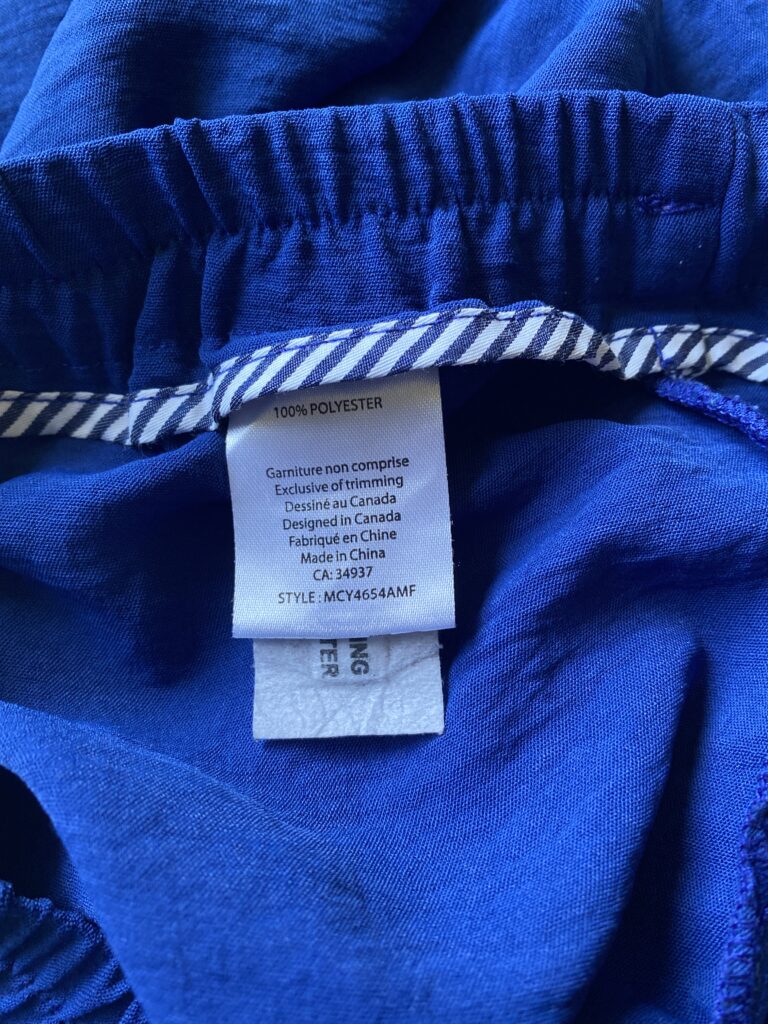 100% POLYESTER
Garniture non comprise
Exclusive of trimming
Dessiné au Canada
Designed in Canada
Fabriqué en Chine
Made in China
CA: 34937
STYLE : MCY4654AMF